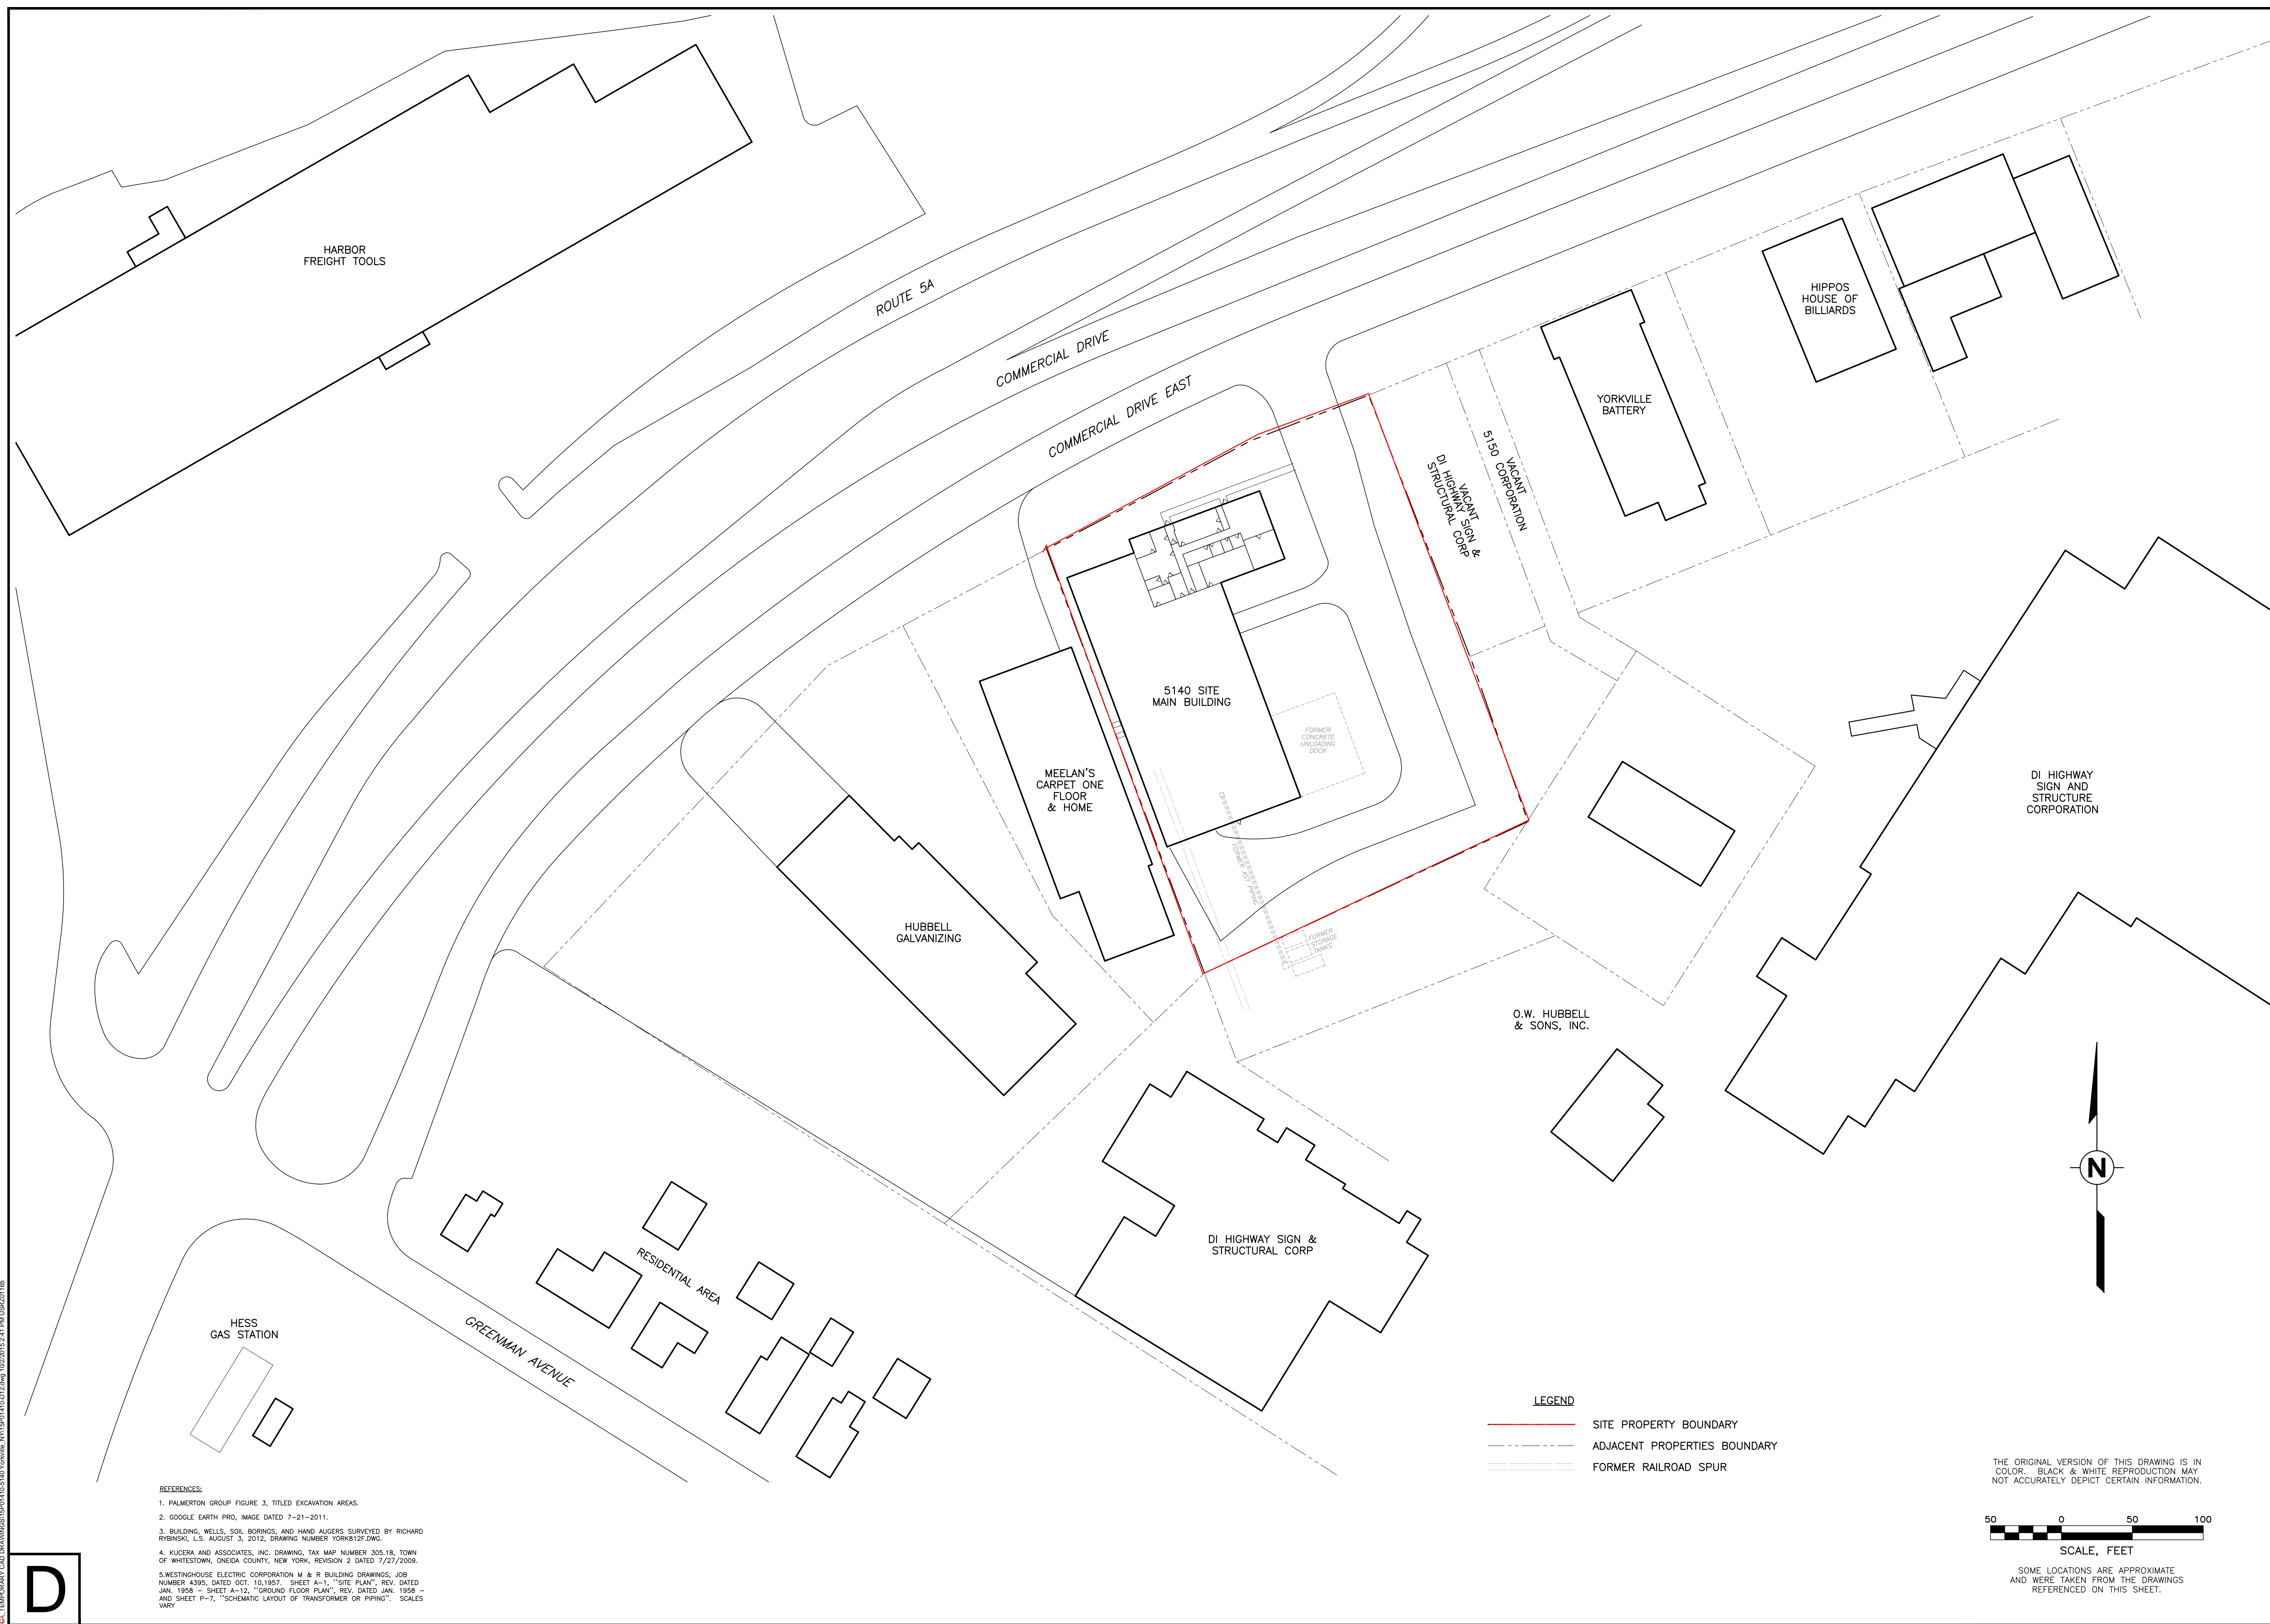 HARBOR
FREIGHT TOOLS
ROUTE 5A
COMMERCIAL DRIVE
COMMERCIAL DRIVE EAST
HIPPOS
HOUSE OF
BILLIARDS
YORKVILLE
BATTERY
VACANT
5150 CORPORATION
VACANT
DI HIGHWAY SIGN &
STRUCTURAL CORP
5140 SITE
MAIN BUILDING
FORMER
CONCRETE
UNLOADING
DOCK
MEELAN'S
CARPET ONE
FLOOR
& HOME
DI HIGHWAY
SIGN AND
STRUCTURE
CORPORATION
FORMER AST PIPING
FORMER
STORAGE
TANKS
HUBBELL
GALVANIZING
O.W. HUBBELL
& SONS, INC.
N
DI HIGHWAY SIGN &
STRUCTURAL CORP
RESIDENTIAL AREA
GREENMAN AVENUE
HESS
GAS STATION
LEGEND
SITE PROPERTY BOUNDARY
ADJACENT PROPERTIES BOUNDARY
FORMER RAILROAD SPUR
THE ORIGINAL VERSION OF THIS DRAWING IS IN
COLOR. BLACK & WHITE REPRODUCTION MAY
NOT ACCURATELY DEPICT CERTAIN INFORMATION.
50 0 50 100
SCALE, FEET
SOME LOCATIONS ARE APPROXIMATE
AND WERE TAKEN FROM THE DRAWINGS
REFERENCED ON THIS SHEET.
REFERENCES:
1. PALMERTON GROUP FIGURE 3, TITLED EXCAVATION AREAS.
2. GOOGLE EARTH PRO, IMAGE DATED 7-21-2011.
3. BUILDING, WELLS, SOIL BORINGS, AND HAND AUGERS SURVEYED BY RICHARD
RYBINSKI, L.S. AUGUST 3, 2012, DRAWING NUMBER YORK812F.DWG.
4. KUCERA AND ASSOCIATES, INC. DRAWING, TAX MAP NUMBER 305.18, TOWN
OF WHITESTOWN, ONEIDA COUNTY, NEW YORK, REVISION 2 DATED 7/27/2009.
5.WESTINGHOUSE ELECTRIC CORPORATION M & R BUILDING DRAWINGS, JOB
NUMBER 4395, DATED OCT. 10,1957. SHEET A-1, ''SITE PLAN'', REV. DATED
JAN. 1958 - SHEET A-12, ''GROUND FLOOR PLAN'', REV. DATED JAN. 1958 -
AND SHEET P-7, ''SCHEMATIC LAYOUT OF TRANSFORMER OR PIPING''. SCALES
VARY
D